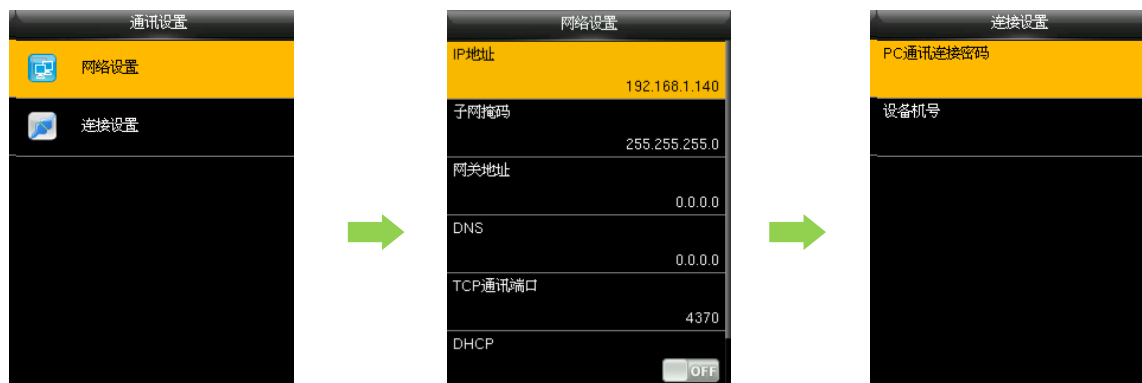 通讯设置
网络设置
连接设置
网络设置
IP地址
192.168.1.140
子网掩码
255.255.255.0
网关地址
0.0.0.0
DNS
0.0.0.0
TCP通讯端口
4370
DHCP
OFF
连接设置
PC通讯连接密码
设备机号